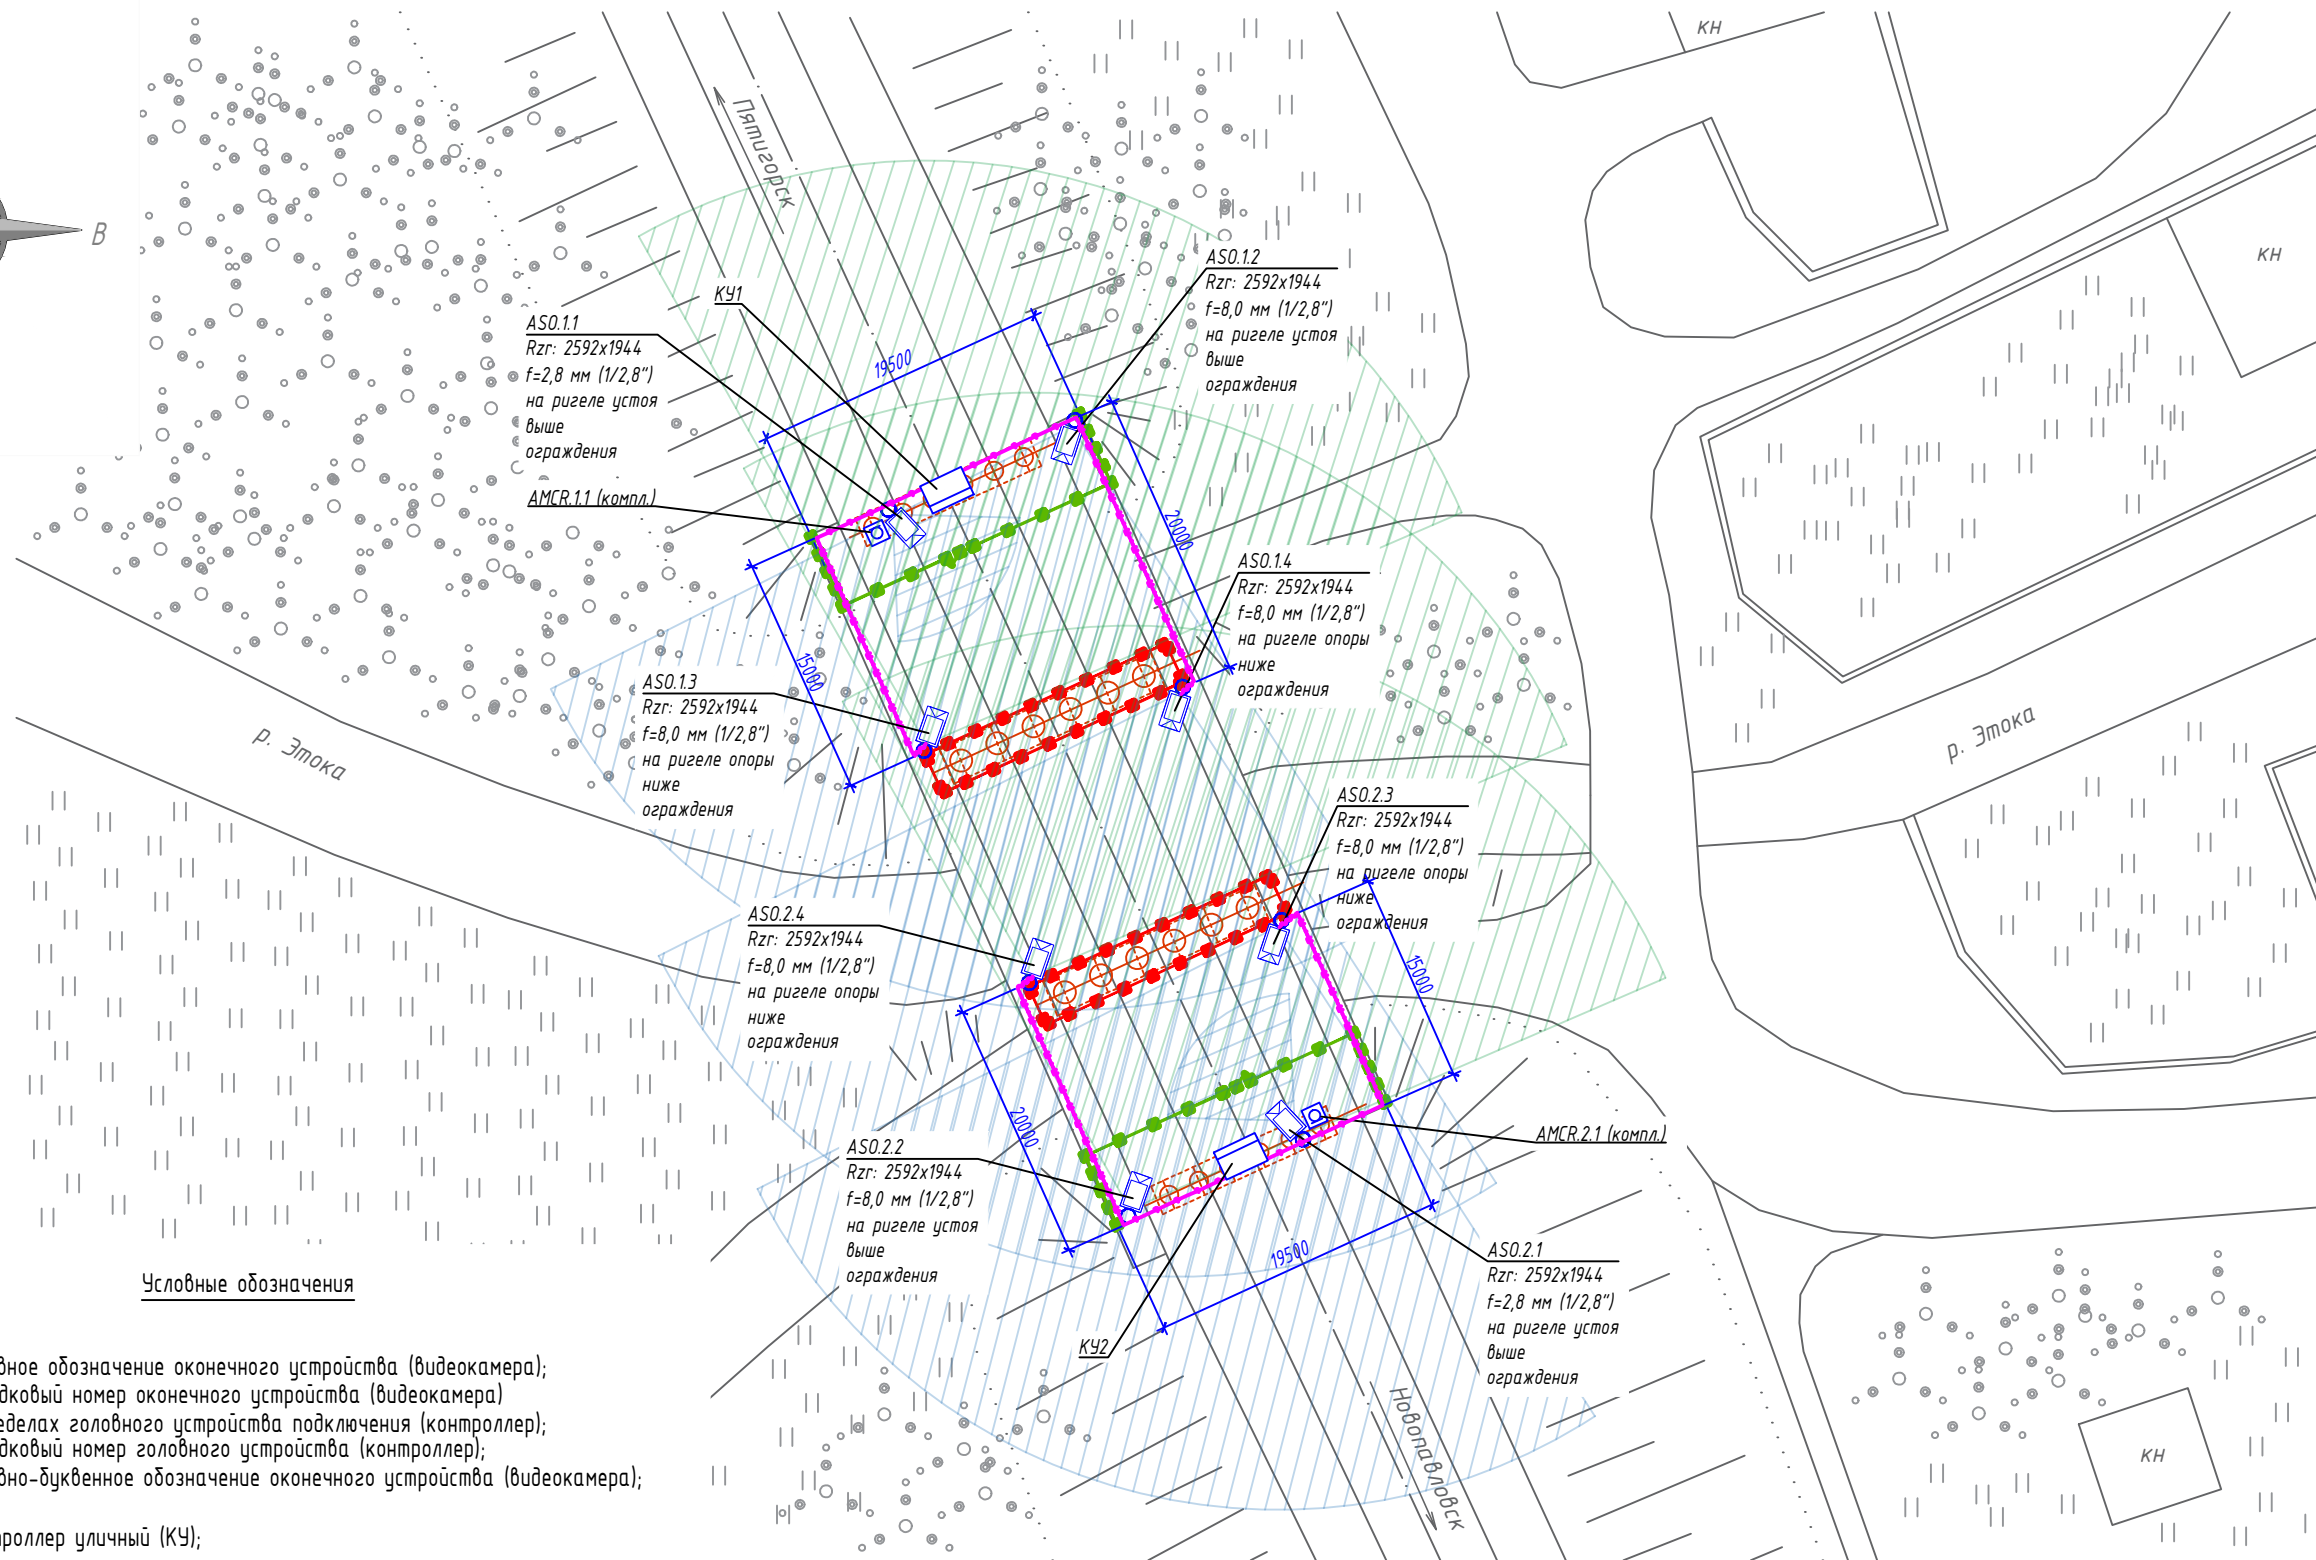 кн
Пятигорск
В
кн
AS0.1.2
Rzr: 2592x1944
f=8,0 мм (1/2,8")
на ригеле устоя
выше
ограждения
КУ1
AS0.1.1
Rzr: 2592x1944
f=2,8 мм (1/2,8")
на ригеле устоя
выше
ограждения
19500
AMCR.1.1 (компл.)
20000
AS0.1.4
Rzr: 2592x1944
f=8,0 мм (1/2,8")
на ригеле опоры
ниже
ограждения
15000
AS0.1.3
Rzr: 2592x1944
f=8,0 мм (1/2,8")
на ригеле опоры
ниже
ограждения
р. Этока
р. Этока
AS0.2.3
Rzr: 2592x1944
f=8,0 мм (1/2,8")
на ригеле опоры
ниже
ограждения
AS0.2.4
Rzr: 2592x1944
f=8,0 мм (1/2,8")
на ригеле опоры
ниже
ограждения
15000
20000
AMCR.2.1 (компл.)
AS0.2.2
Rzr: 2592x1944
f=8,0 мм (1/2,8")
на ригеле устоя
выше
ограждения
19500
AS0.2.1
Rzr: 2592x1944
f=2,8 мм (1/2,8")
на ригеле устоя
выше
ограждения
КУ2
Новопавловск
кн
Условные обозначения
вное обозначение оконечного устройства (видеокамера);
дковый номер оконечного устройства (видеокамера)
еделах головного устройства подключения (контроллер);
дковый номер головного устройства (контроллер);
вно-буквенное обозначение оконечного устройства (видеокамера);
троллер уличный (КУ);